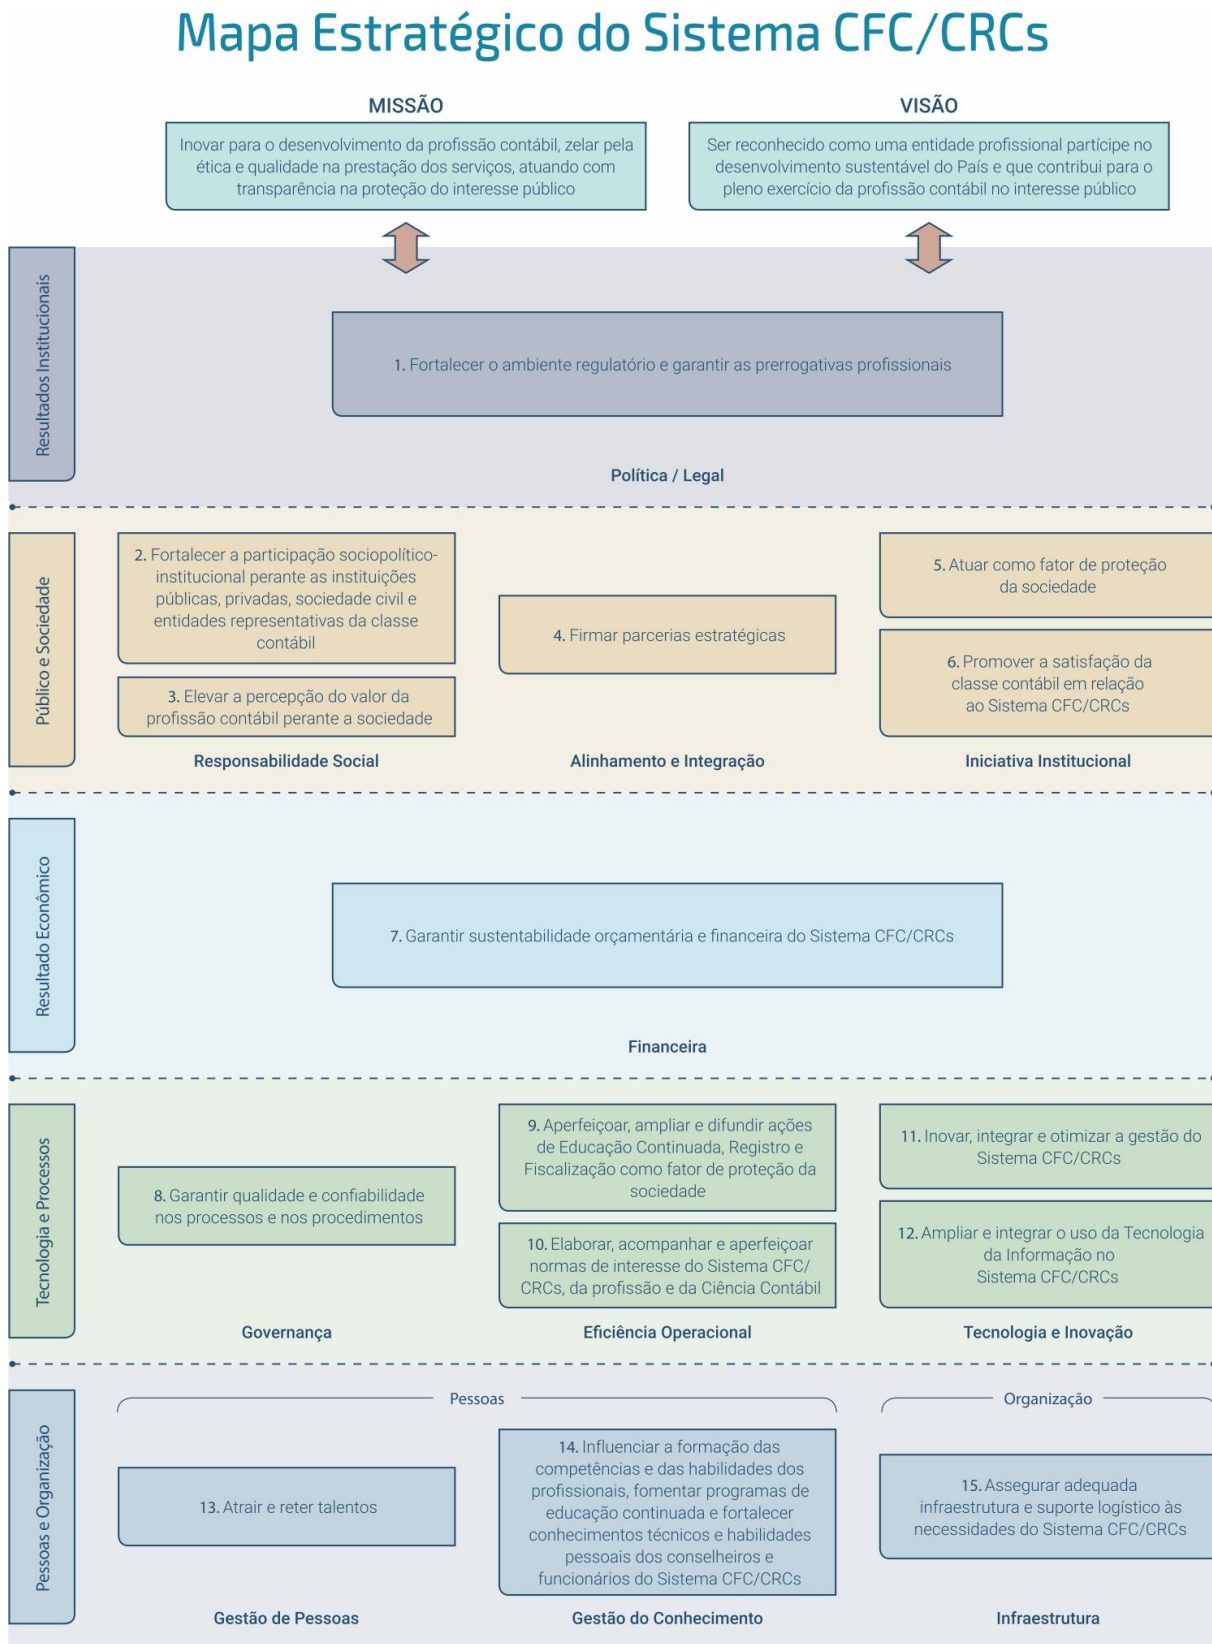 Mapa Estratégico do Sistema CFC/CRCs
MISSÃO
Inovar para o desenvolvimento da profissão contábil, zelar pela
ética e qualidade na prestação dos serviços, atuando com
transparência na proteção do interesse público
VISÃO
Ser reconhecido como uma entidade profissional partícipe no
desenvolvimento sustentável do País e que contribui para o
pleno exercício da profissão contábil no interesse público
Resultados Institucionais
1. Fortalecer o ambiente regulatório e garantir as prerrogativas profissionais
Política / Legal
Público e Sociedade
2. Fortalecer a participação sociopolítico-
institucional perante as instituições
públicas, privadas, sociedade civil e
entidades representativas da classe
contábil
3. Elevar a percepção do valor da
profissão contábil perante a sociedade
Responsabilidade Social
4. Firmar parcerias estratégicas
Alinhamento e Integração
5. Atuar como fator de proteção
da sociedade
6. Promover a satisfação da
classe contábil em relação
ao Sistema CFC/CRCs
Iniciativa Institucional
Resultado Econômico
7. Garantir sustentabilidade orçamentária e financeira do Sistema CFC/CRCs
Financeira
Tecnologia e Processos
8. Garantir qualidade e confiabilidade
nos processos e nos procedimentos
Governança
9. Aperfeiçoar, ampliar e difundir ações
de Educação Continuada, Registro e
Fiscalização como fator de proteção da
sociedade
10. Elaborar, acompanhar e aperfeiçoar
normas de interesse do Sistema CFC/
CRCs, da profissão e da Ciência Contábil
Eficiência Operacional
11. Inovar, integrar e otimizar a gestão do
Sistema CFC/CRCs
12. Ampliar e integrar o uso da Tecnologia
da Informação no
Sistema CFC/CRCs
Tecnologia e Inovação
Pessoas e Organização
Pessoas
13. Atrair e reter talentos
Gestão de Pessoas
14. Influenciar a formação das
competências e das habilidades dos
profissionais, fomentar programas de
educação continuada e fortalecer
conhecimentos técnicos e habilidades
pessoais dos conselheiros e
funcionários do Sistema CFC/CRCs
Gestão do Conhecimento
Organização
15. Assegurar adequada
infraestrutura e suporte logístico às
necessidades do Sistema CFC/CRCs
Infraestrutura